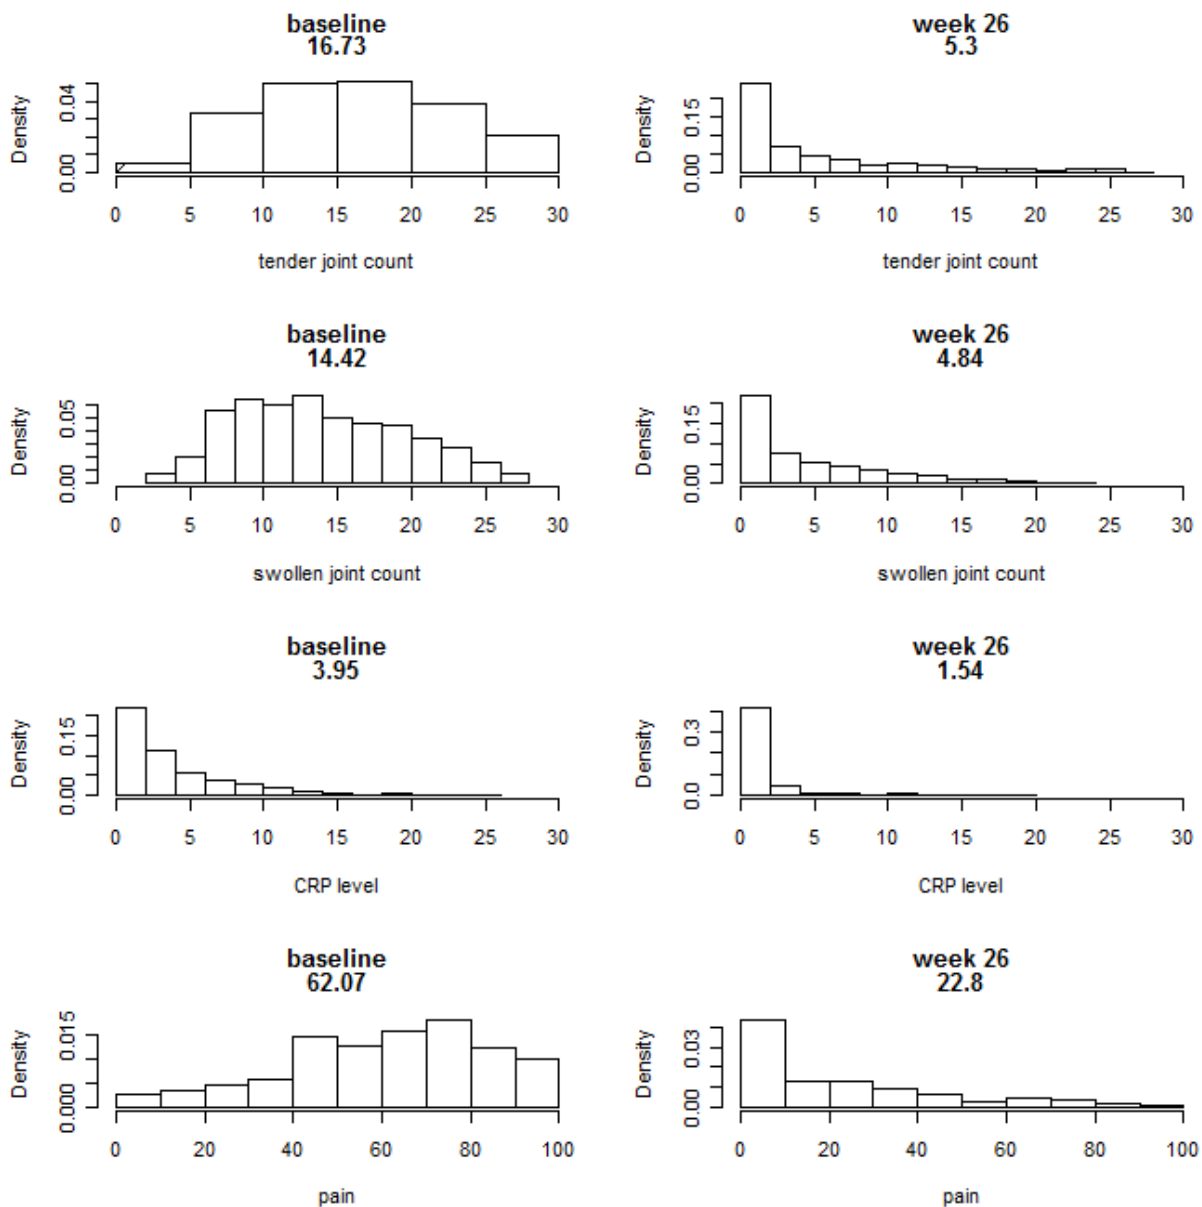 baseline
16.73
Density
0.00 0.04
0 5 10 15 20 25 30
tender joint count
week 26
5.3
Density
0.00 0.15
0 5 10 15 20 25 30
tender joint count
baseline
14.42
Density
0.00 0.05
0 5 10 15 20 25 30
swollen joint count
week 26
4.84
Density
0.00 0.15
0 5 10 15 20 25 30
swollen joint count
baseline
3.95
Density
0.00 0.15
0 5 10 15 20 25 30
CRP level
week 26
1.54
Density
0.0 0.3
0 5 10 15 20 25 30
CRP level
baseline
62.07
Density
0.000 0.015
0 20 40 60 80 100
pain
week 26
22.8
Density
0.00 0.03
0 20 40 60 80 100
pain